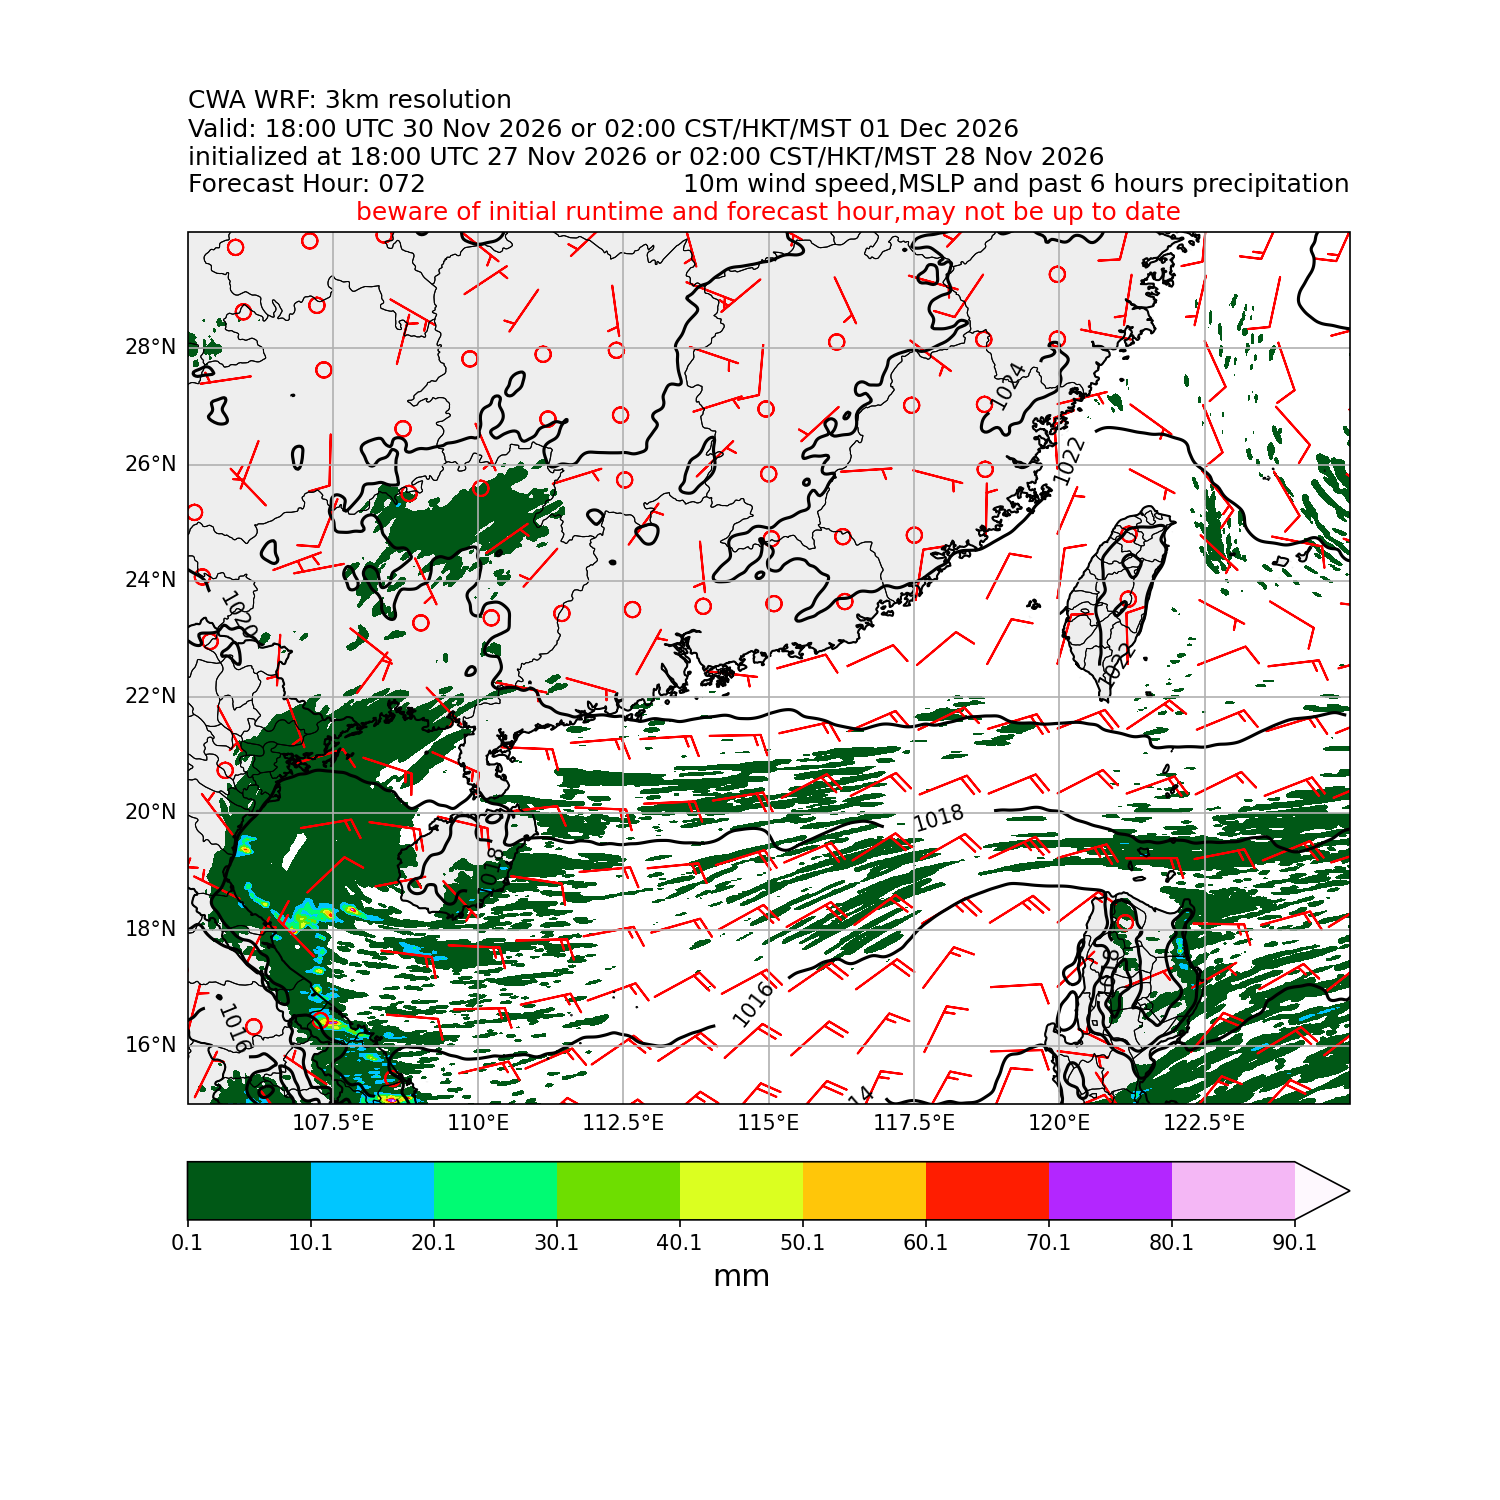 CWA WRF: 3km resolution
Valid: 18:00 UTC 30 Nov 2026 or 02:00 CST/HKT/MST 01 Dec 2026
initialized at 18:00 UTC 27 Nov 2026 or 02:00 CST/HKT/MST 28 Nov 2026
Forecast Hour: 072 10m wind speed,MSLP and past 6 hours precipitation
beware of initial runtime and forecast hour,may not be up to date
28°N
1024
26°N
1022
24°N
1020
1022
22°N
20°N
1018
1018
18°N
1018
1016
1016
16°N
14
107.5°E 110°E 112.5°E 115°E 117.5°E 120°E 122.5°E
0.1 10.1 20.1 30.1 40.1 50.1 60.1 70.1 80.1 90.1
mm